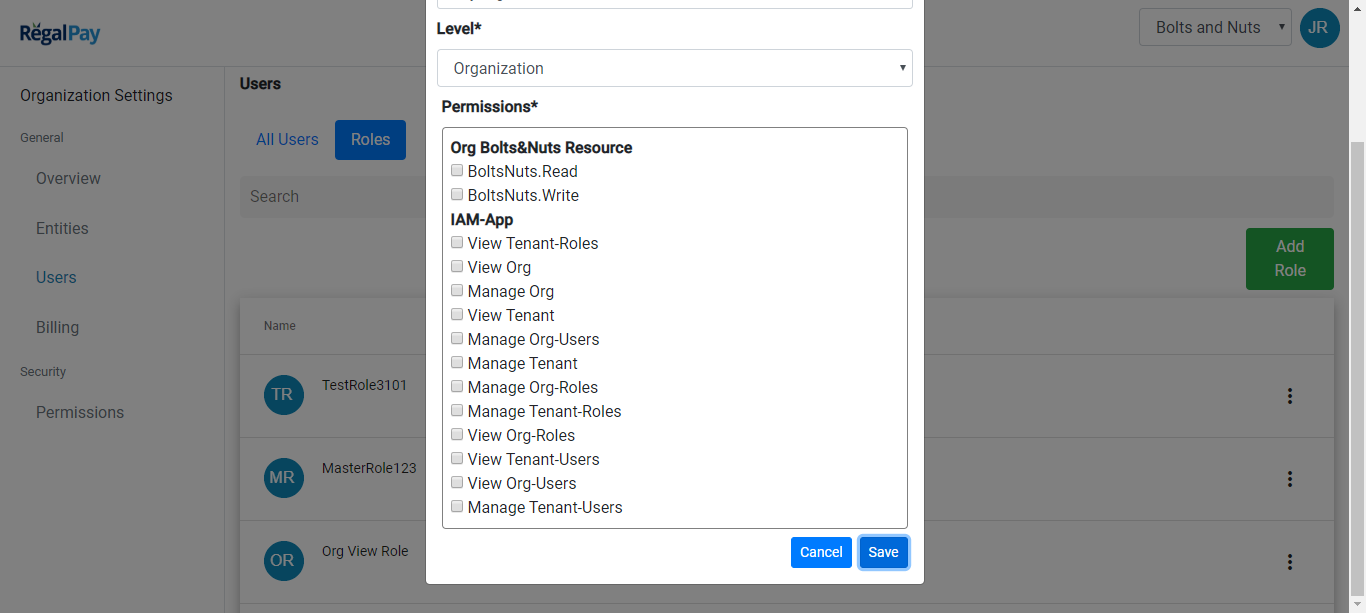 RegalPay
Bolts and Nuts
JR
Organization Settings
General
Overview
Entities
Users
Billing
Security
Permissions
Users
All Users
Roles
Search
Add
Role
Name
TR
TestRole3101
MR
MasterRole123
OR
Org View Role
Level*
Organization
Permissions*
Org Bolts&Nuts Resource
BoltsNuts.Read
BoltsNuts.Write
IAM-App
View Tenant-Roles
View Org
Manage Org
View Tenant
Manage Org-Users
Manage Tenant
Manage Org-Roles
Manage Tenant-Roles
View Org-Roles
View Tenant-Users
View Org-Users
Manage Tenant-Users
Cancel
Save